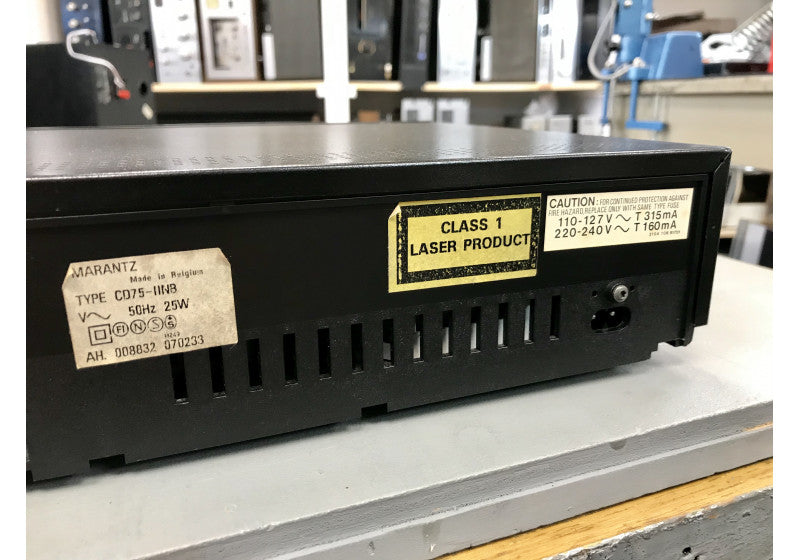 MARANTZ
Made in Belgium
TYPE CD75-IINB
V~ 50Hz 25W
FI N S
AH. 008832 070233
CLASS 1
LASER PRODUCT
CAUTION: FOR CONTINUED PROTECTION AGAINST
FIRE HAZARD, REPLACE ONLY WITH SAME TYPE FUSE
110-127V ~ T 315mA
220-240V ~ T 160mA